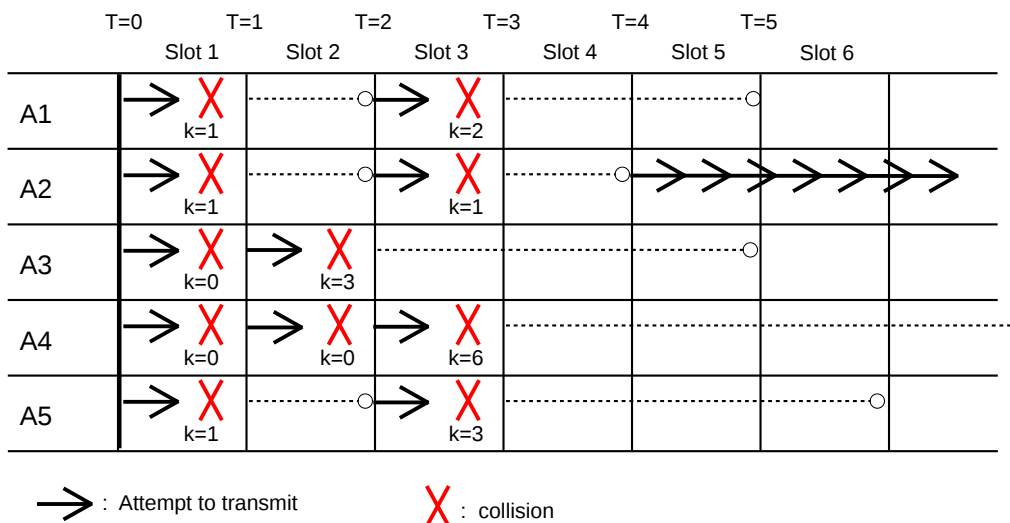 T=0 T=1 T=2 T=3 T=4 T=5
Slot 1 Slot 2 Slot 3 Slot 4 Slot 5 Slot 6
A1
k=1 k=2
A2
k=1 k=1
A3
k=0 k=3
A4
k=0 k=0 k=6
A5
k=1 k=3
: Attempt to transmit : collision